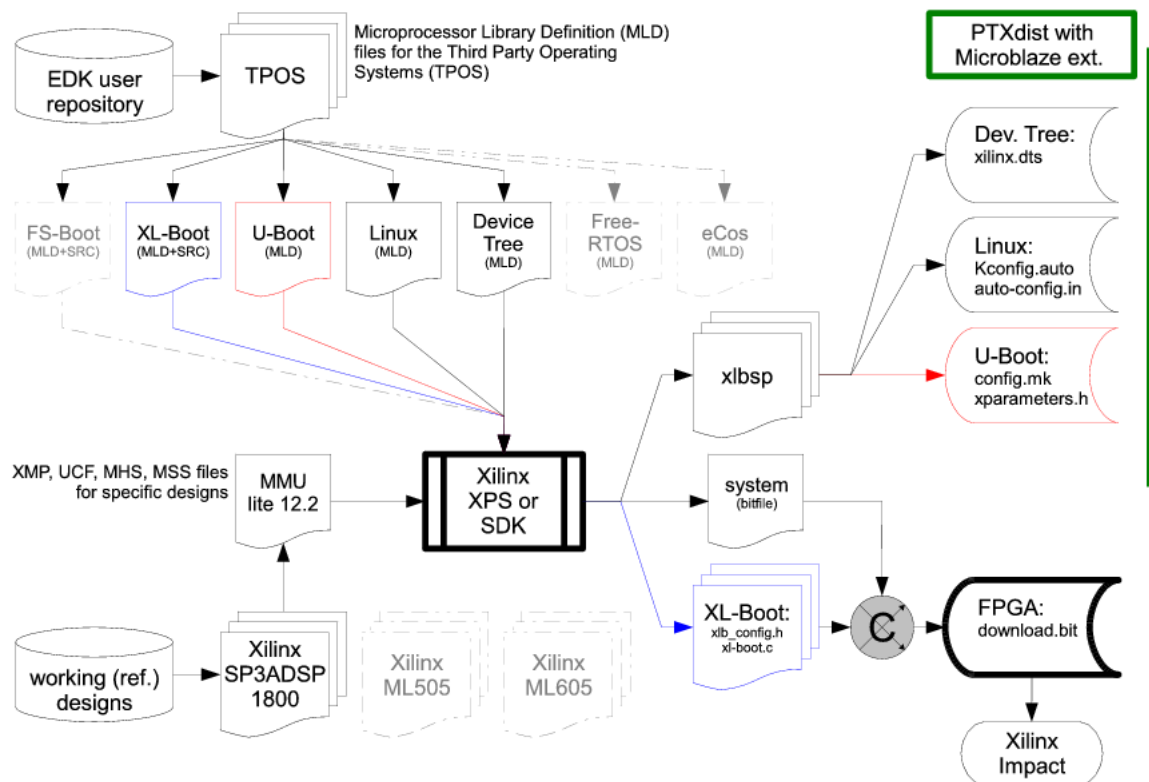 EDK user
repository
TPOS
Microprocessor Library Definition (MLD)
files for the Third Party Operating
Systems (TPOS)
PTXdist with
Microblaze ext.
FS-Boot
(MLD+SRC)
XL-Boot
(MLD+SRC)
U-Boot
(MLD)
Linux
(MLD)
Device
Tree
(MLD)
Free-
RTOS
(MLD)
eCos
(MLD)
Dev. Tree:
xilinx.dts
Linux:
Kconfig.auto
auto-config.in
U-Boot:
config.mk
xparameters.h
xlbsp
XMP, UCF, MHS, MSS files
for specific designs
MMU
lite 12.2
Xilinx
XPS or
SDK
system
(bitfile)
XL-Boot:
xlb_config.h
xl-boot.c
C
FPGA:
download.bit
working (ref.)
designs
Xilinx
SP3ADSP
1800
Xilinx
ML505
Xilinx
ML605
Xilinx
Impact